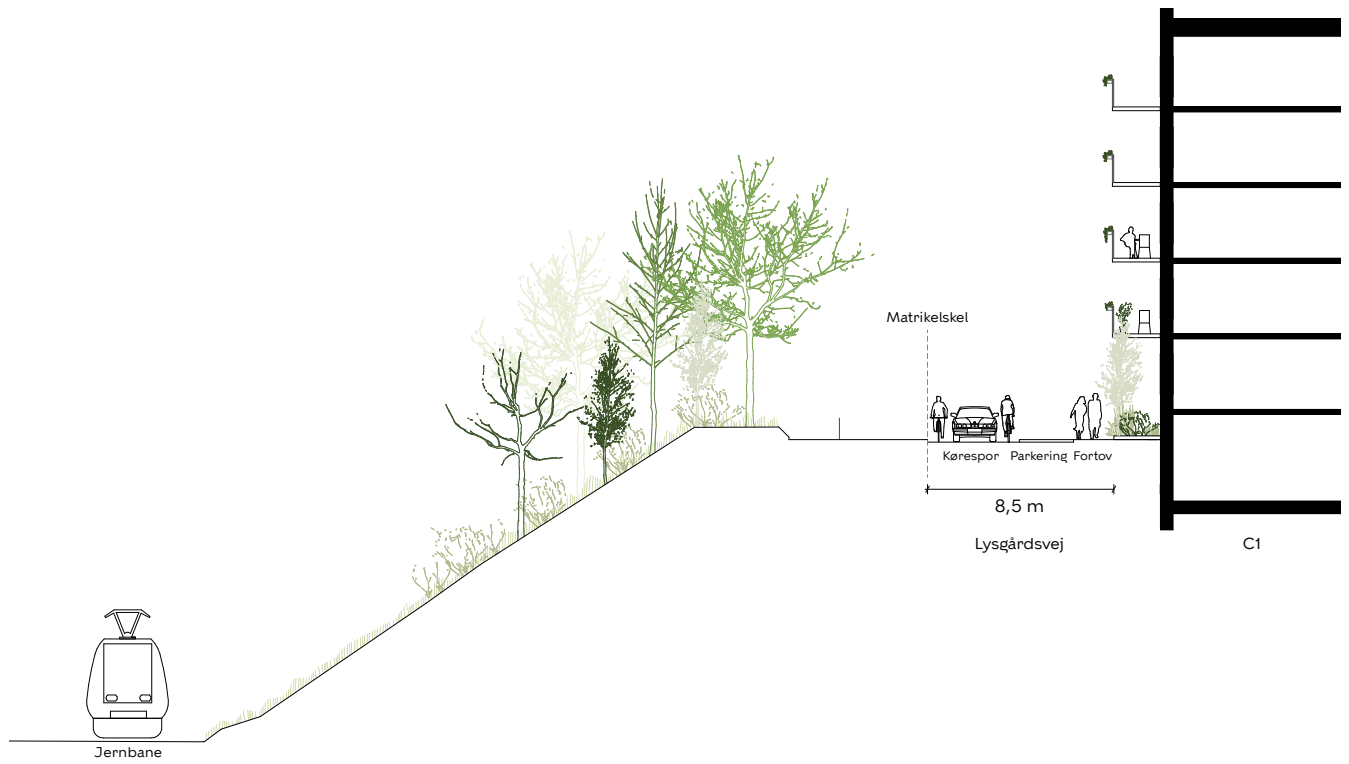 Matrikelskel
Kørespor Parkering Fortov
8,5 m
Lysgårdsvej
C1
Jernbane